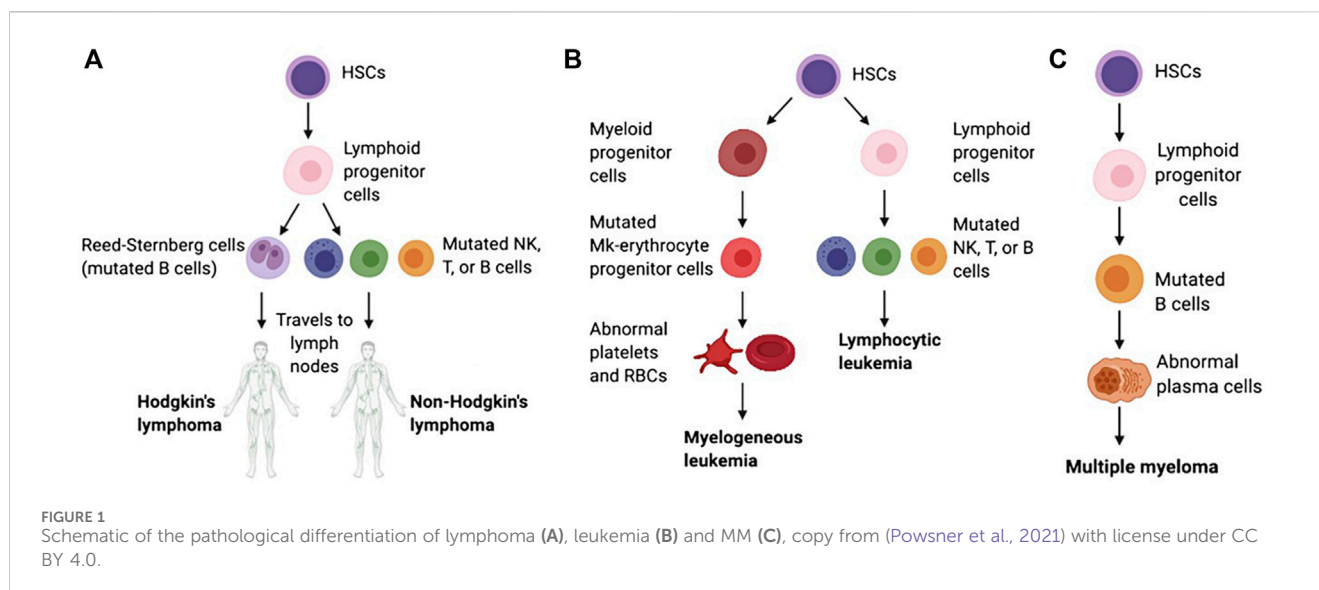 A
HSCs
Lymphoid
progenitor
cells
Reed-Sternberg cells
(mutated B cells)
Mutated NK,
T, or B cells
Travels to
lymph
nodes
Hodgkin's
lymphoma
Non-Hodgkin's
lymphoma
B
HSCs
Myeloid
progenitor
cells
Lymphoid
progenitor
cells
Mutated
Mk-erythrocyte
progenitor cells
Mutated
NK, T, or B
cells
Abnormal
platelets
and RBCs
Lymphocytic
leukemia
Myelogeneous
leukemia
C
HSCs
Lymphoid
progenitor
cells
Mutated
B cells
Abnormal
plasma cells
Multiple myeloma
FIGURE 1
Schematic of the pathological differentiation of lymphoma (A), leukemia (B) and MM (C), copy from (Powsner et al., 2021) with license under CC
BY 4.0.